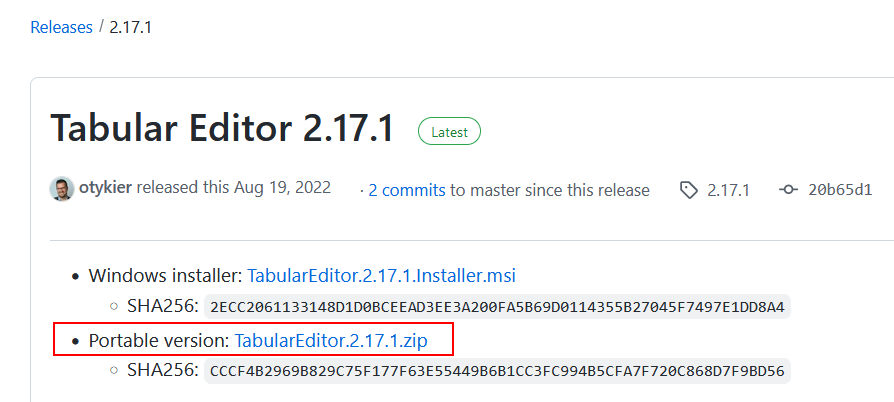 Releases / 2.17.1
Tabular Editor 2.17.1 Latest
otykier released this Aug 19, 2022 · 2 commits to master since this release 2.17.1 20b65d1
• Windows installer: TabularEditor.2.17.1.Installer.msi
○ SHA256: 2ECC2061133148D1D0BCEEAD3EE3A200FA5B69D0114355B27045F7497E1DD8A4
• Portable version: TabularEditor.2.17.1.zip
○ SHA256: CCCF4B2969B829C75F177F63E55449B6B1CC3FC994B5CFA7F720C868D7F9BD56